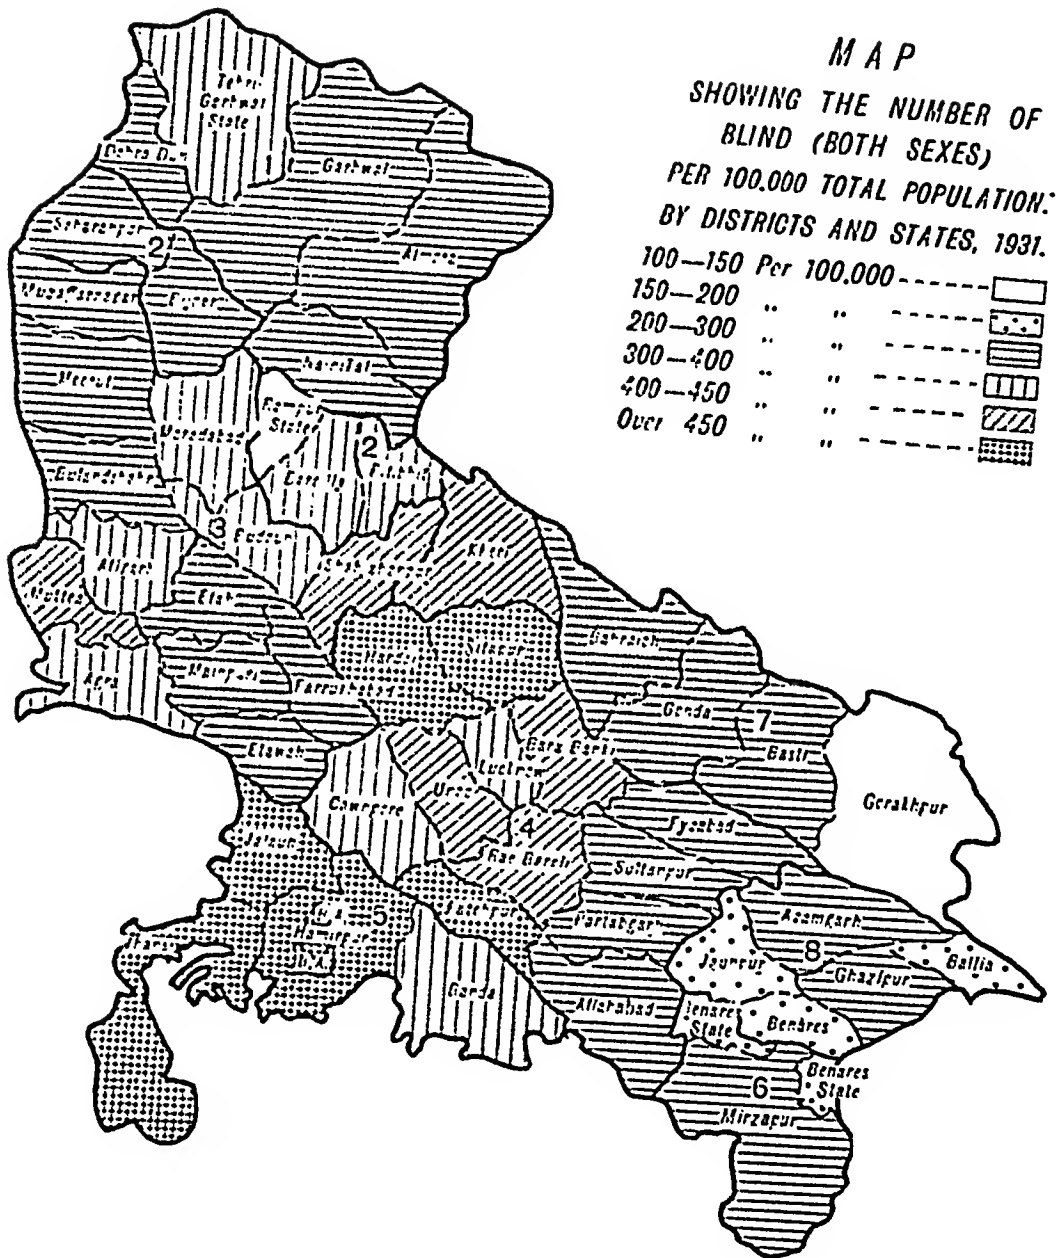 MAP
SHOWING THE NUMBER OF
BLIND (BOTH SEXES)
PER 100.000 TOTAL POPULATION:
BY DISTRICTS AND STATES, 1931.
100—150 Per 100.000
150—200 " "
200—300 " "
300—400 " "
400—450 " "
Over 450 " "
Tehri-
Garhwal
State
Dehra Dun
Garhwal
Saharanpur
2
Almora
Muzaffarnagar
Naini Tal
Meerut
Rampur
State
Moradabad
2
Bareilly
Bulandshahr
3
Budaun
Kheri
Shahjahanpur
Aligarh
Muttra
Etah
Bahraich
Hardoi
Sitapur
Agra
Mainpuri
Farrukhabad
Gonda
7
Basti
Etawah
Lucknow
Bara Banki
Gorakhpur
Unao
Cawnpore
4
Fyzabad
Rae Bareli
Sultanpur
Jalaun
Fatehpur
5
Hamirpur
Partabgarh
Azamgarh
8
Jhansi
Jaunpur
Ballia
Ghazipur
Banda
Allahabad
Benares
State
Benares
Benares
State
6
Mirzapur